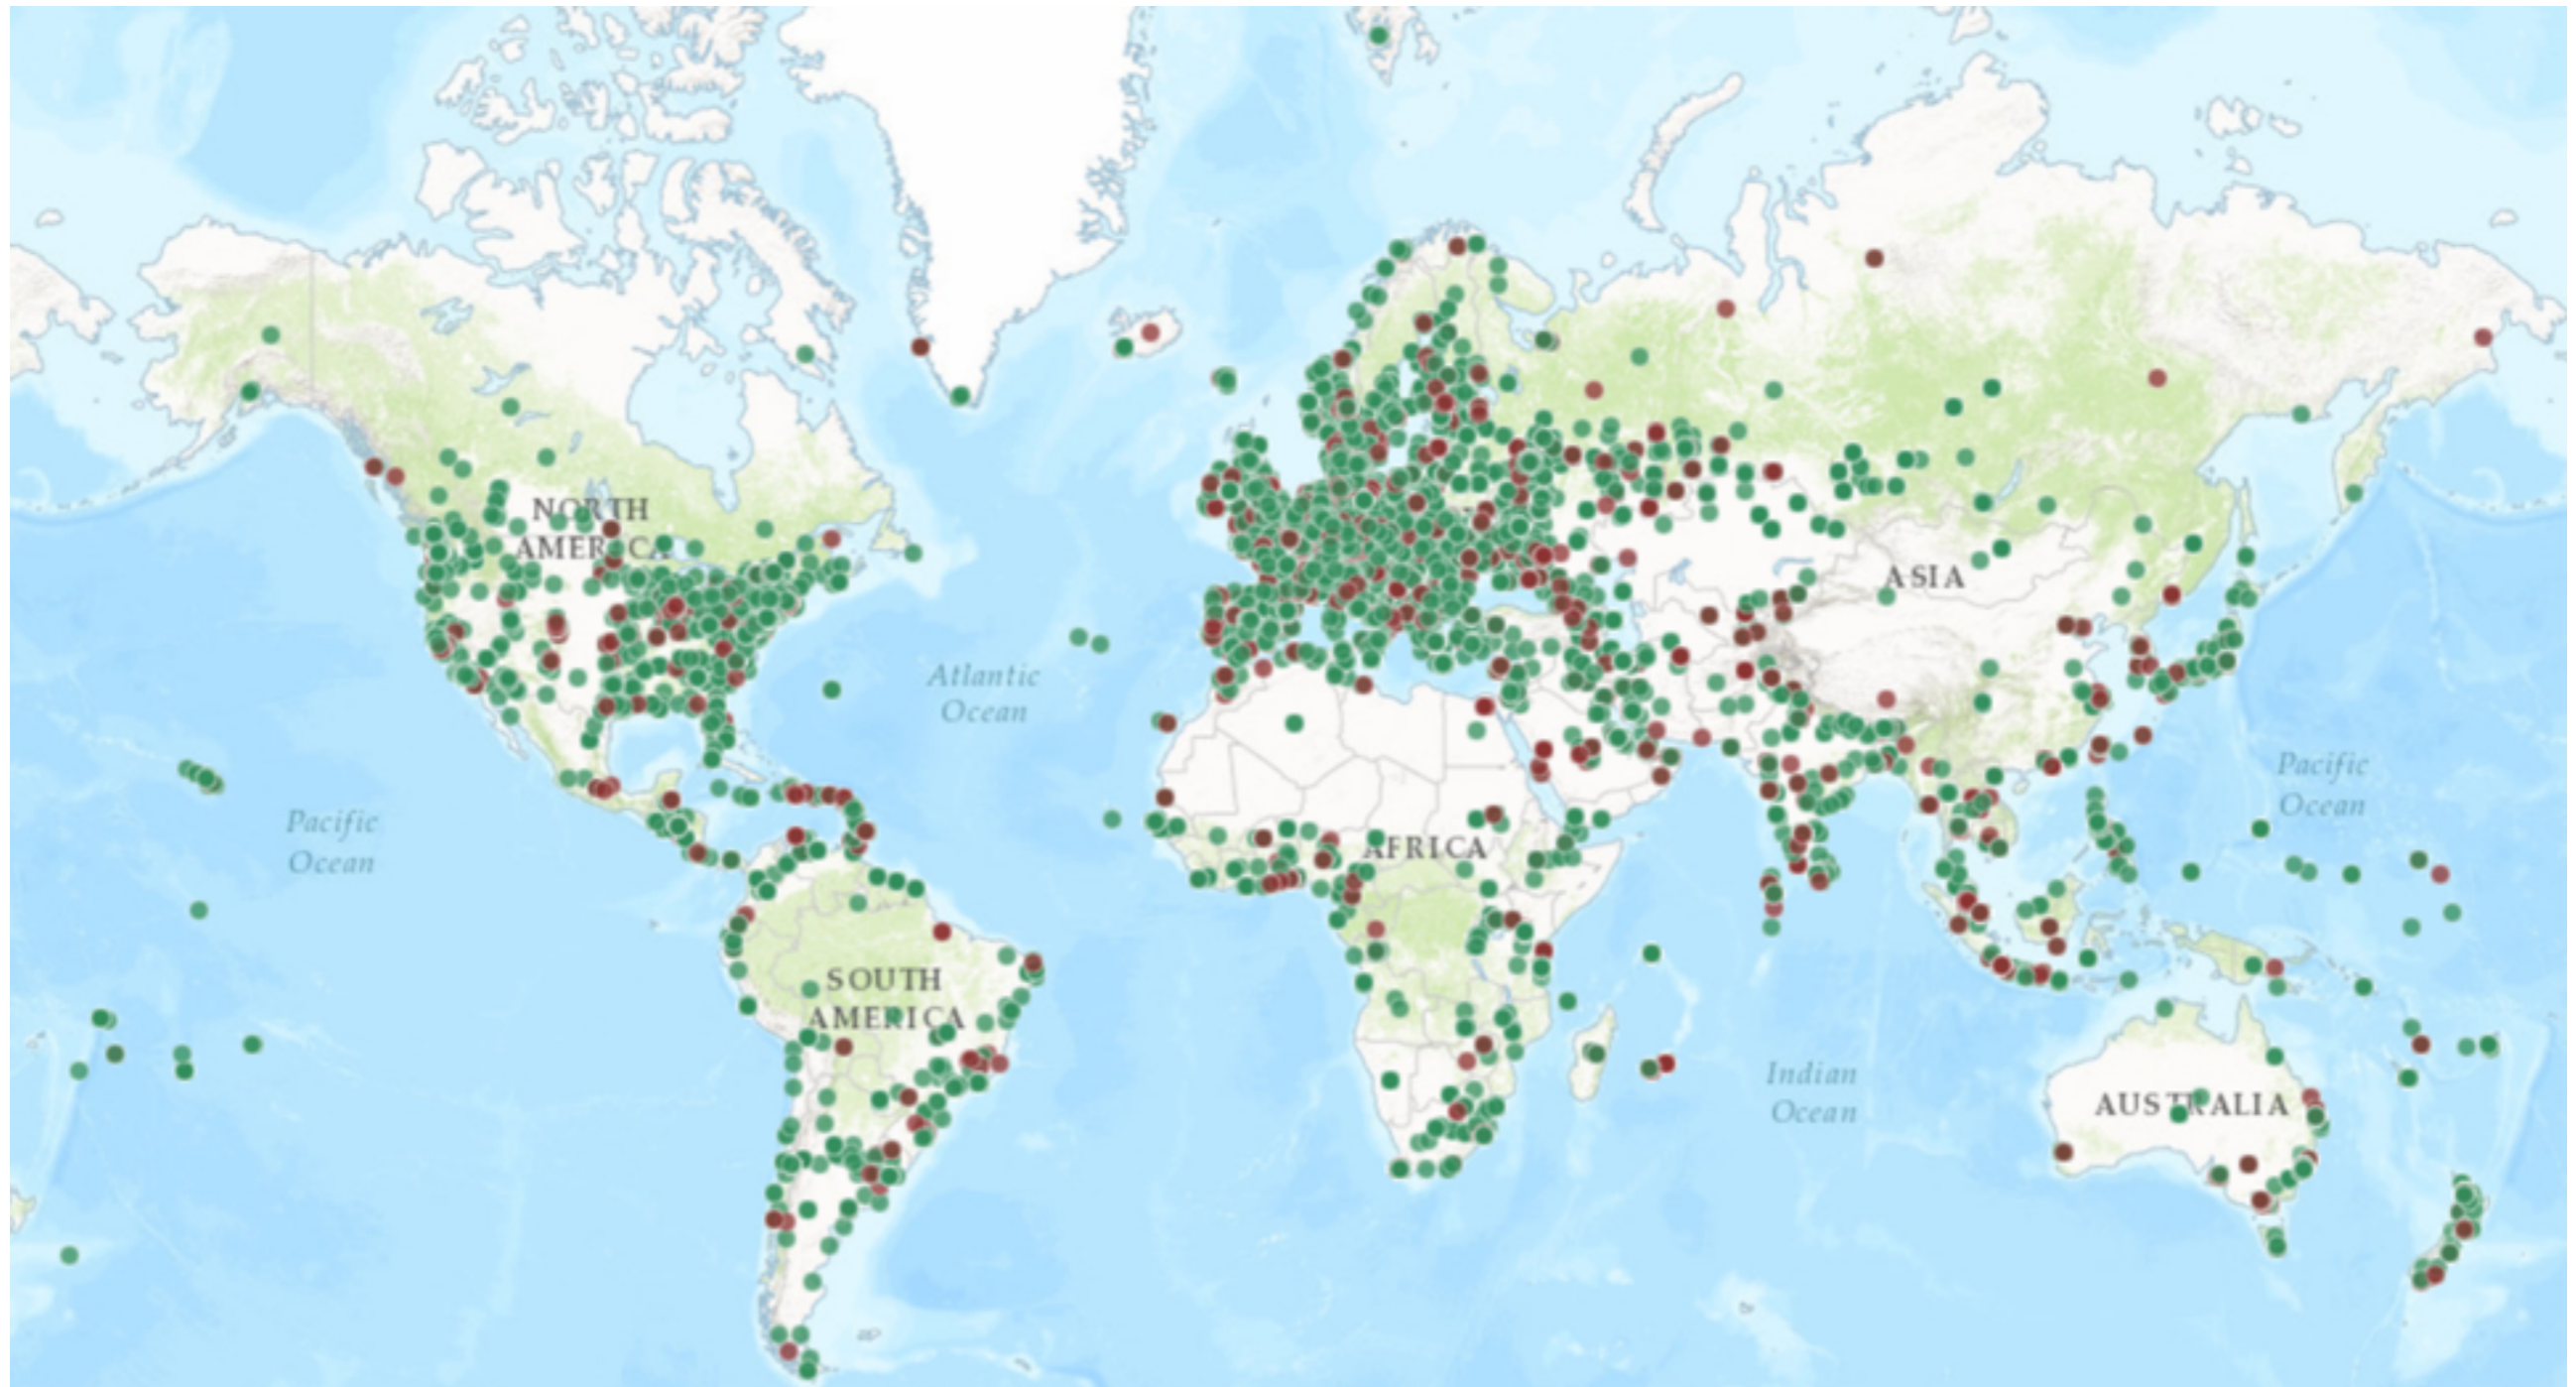 NORTH
AMERICA
ASIA
Atlantic
Ocean
Pacific
Ocean
Pacific
Ocean
AFRICA
SOUTH
AMERICA
Indian
Ocean
AUSTRALIA